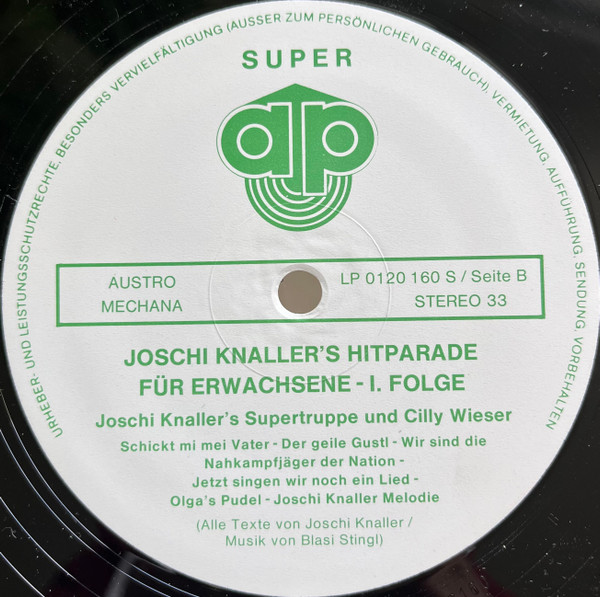 URHEBER- UND LEISTUNGSSCHUTZRECHTE, BESONDERS VERVIELFÄLTIGUNG (AUSSER ZUM PERSÖNLICHEN GEBRAUCH), VERMIETUNG, AUFFÜHRUNG, SENDUNG, VORBEHALTEN
SUPER
ap
AUSTRO
MECHANA
LP 0120 160 S / Seite B
STEREO 33
JOSCHI KNALLER'S HITPARADE
FÜR ERWACHSENE - I. FOLGE
Joschi Knaller's Supertruppe und Cilly Wieser
Schickt mi mei Vater - Der geile Gustl - Wir sind die
Nahkampfjäger der Nation -
Jetzt singen wir noch ein Lied -
Olga's Pudel - Joschi Knaller Melodie
(Alle Texte von Joschi Knaller /
Musik von Blasi Stingl)